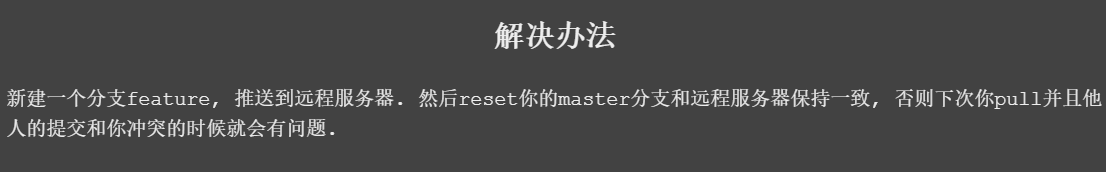 解决办法
新建一个分支feature, 推送到远程服务器. 然后reset你的master分支和远程服务器保持一致, 否则下次你pull并且他
人的提交和你冲突的时候就会有问题.